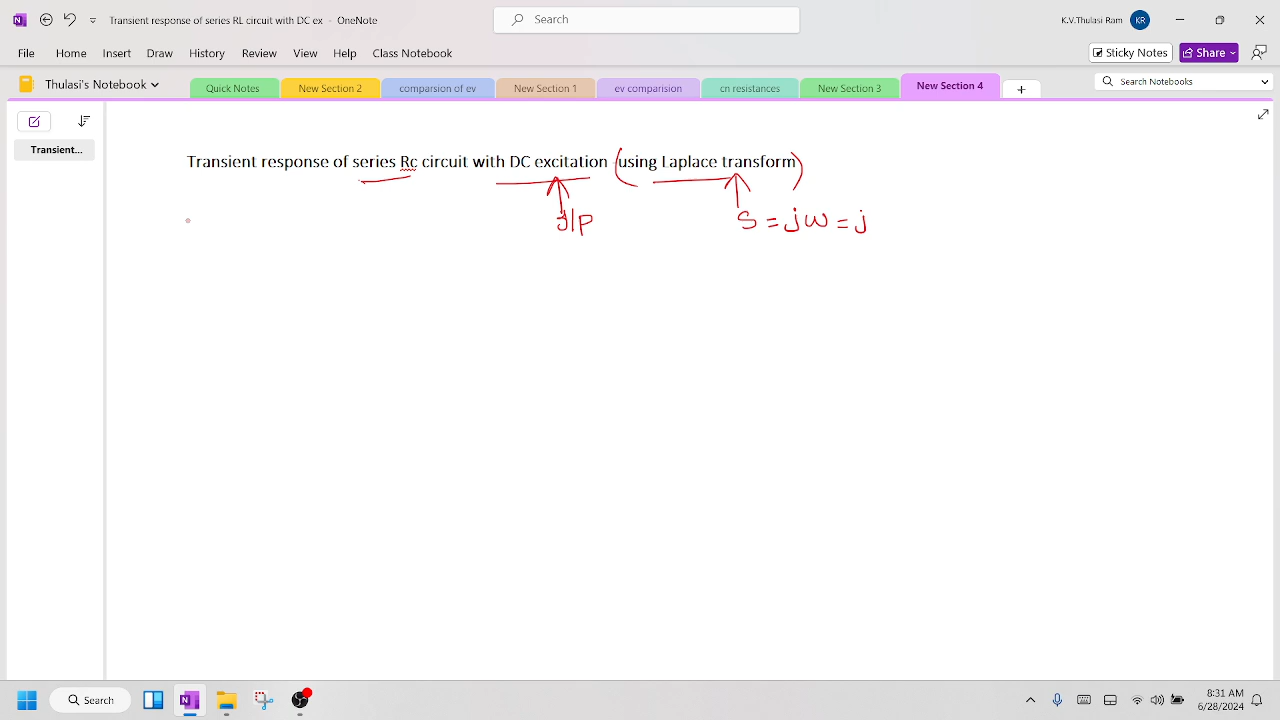 Transient response of series RL circuit with DC ex - OneNote
Search
K.V.Thulasi Ram
KR
File Home Insert Draw History Review View Help Class Notebook
Sticky Notes
Share
Thulasi's Notebook
Quick Notes
New Section 2
comparsion of ev
New Section 1
ev comparision
cn resistances
New Section 3
New Section 4
+
Search Notebooks
Transient...
Transient response of series Rc circuit with DC excitation (using Laplace transform)
I/P
S = jw = j
Search
8:31 AM
6/28/2024